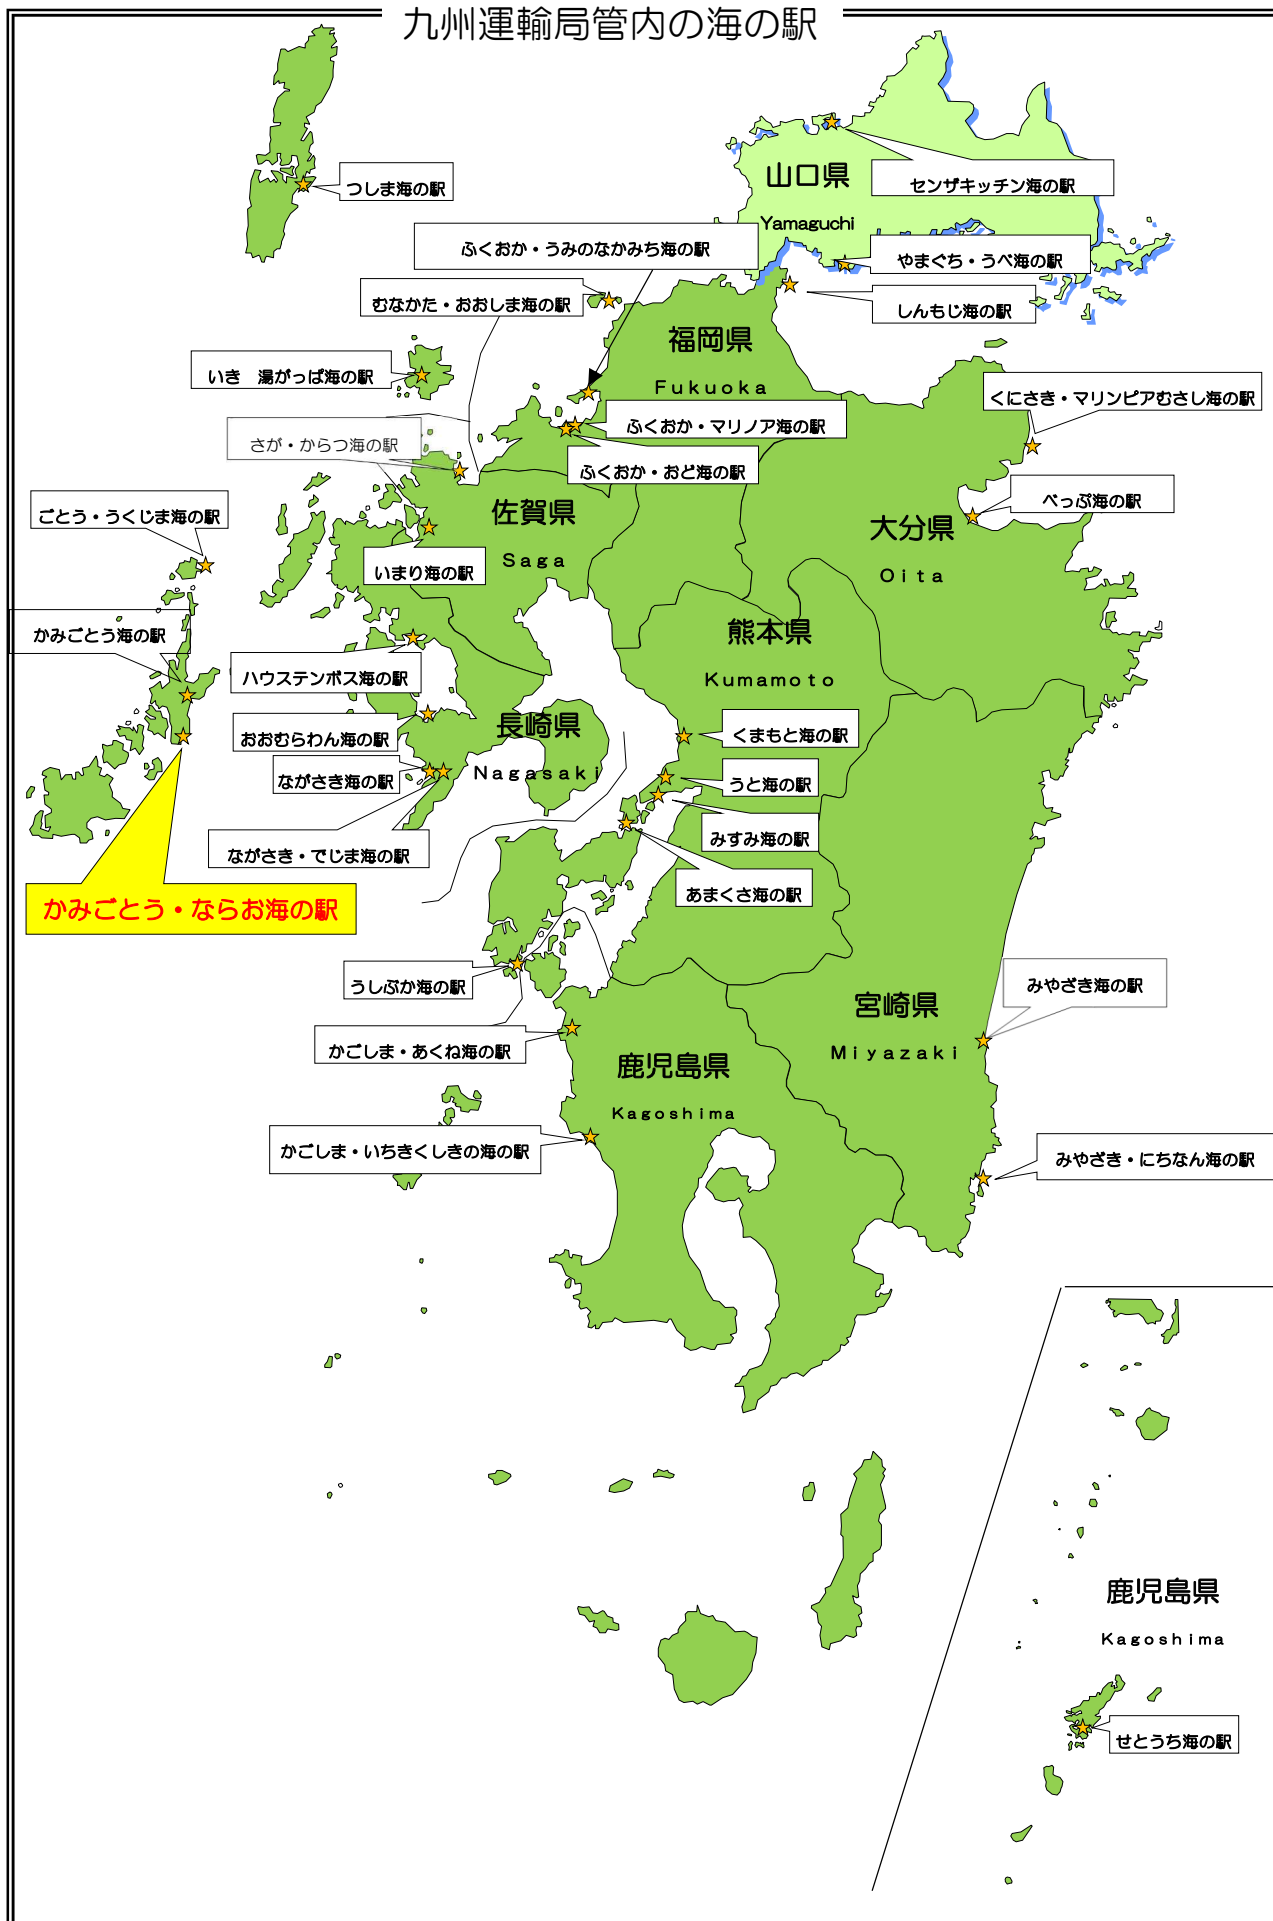 九州運輸局管内の海の駅
つしま海の駅
山口県
Yamaguchi
センザキッチン海の駅
ふくおか・うみのなかみち海の駅
やまぐち・うべ海の駅
むなかた・おおしま海の駅
しんもじ海の駅
福岡県
Fukuoka
いき　湯がっぱ海の駅
くにさき・マリンピアむさし海の駅
ふくおか・マリノア海の駅
さが・からつ海の駅
ふくおか・おど海の駅
べっぷ海の駅
ごとう・うくじま海の駅
佐賀県
Saga
大分県
Oita
いまり海の駅
かみごとう海の駅
熊本県
Kumamoto
ハウステンボス海の駅
長崎県
Nagasaki
おおむらわん海の駅
くまもと海の駅
ながさき海の駅
うと海の駅
みすみ海の駅
ながさき・でじま海の駅
あまくさ海の駅
かみごとう・ならお海の駅
うしぶか海の駅
みやざき海の駅
宮崎県
Miyazaki
かごしま・あくね海の駅
鹿児島県
Kagoshima
かごしま・いちきくしきの海の駅
みやざき・にちなん海の駅
鹿児島県
Kagoshima
せとうち海の駅